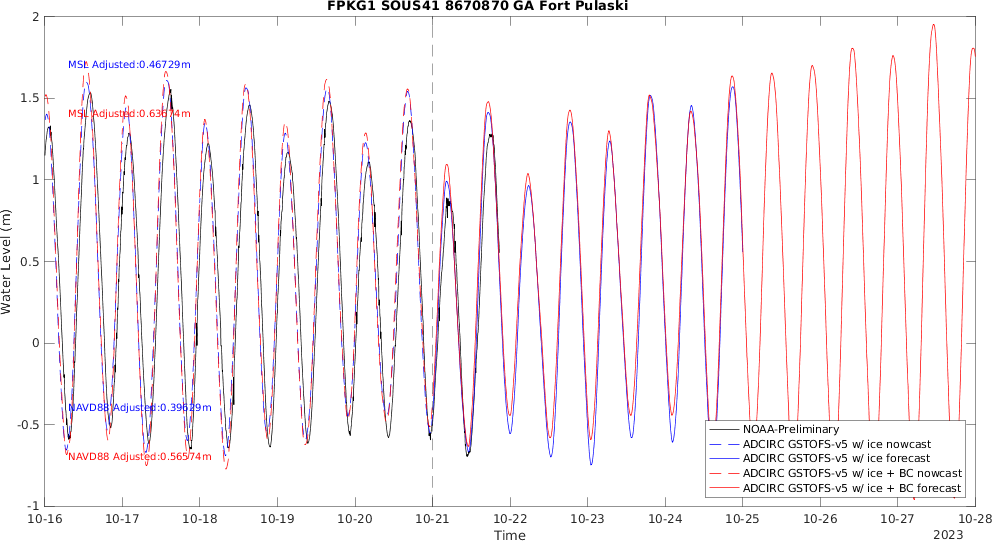 FPKG1 SOUS41 8670870 GA Fort Pulaski
Water Level (m)
2
1.5
1
0.5
0
-0.5
-1
MSL Adjusted:0.46729m
MSL Adjusted:0.63674m
NAVD88 Adjusted:0.39629m
NAVD88 Adjusted:0.56574m
NOAA-Preliminary
ADCIRC GSTOFS-v5 w/ ice nowcast
ADCIRC GSTOFS-v5 w/ ice forecast
ADCIRC GSTOFS-v5 w/ ice + BC nowcast
ADCIRC GSTOFS-v5 w/ ice + BC forecast
10-16 10-17 10-18 10-19 10-20 10-21 10-22 10-23 10-24 10-25 10-26 10-27 10-28
Time
2023